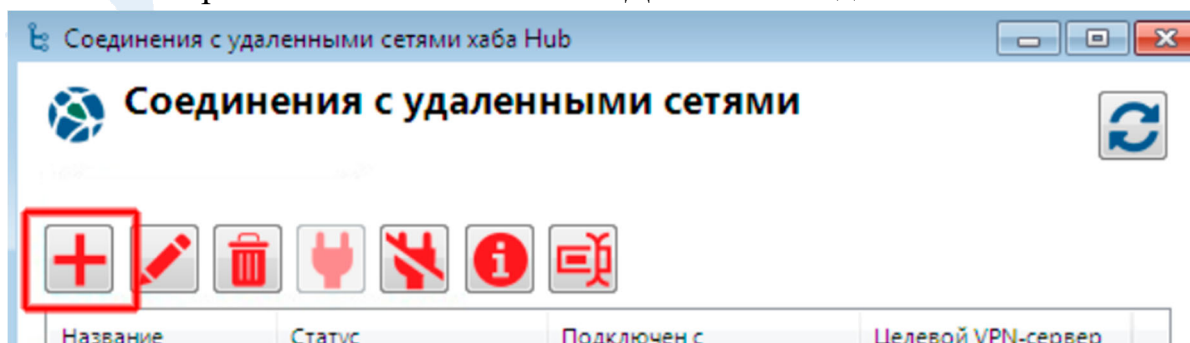 Соединения с удаленными сетями хаба Hub
Соединения с удаленными сетями
Название Статус Подключен с Целевой VPN-сервер